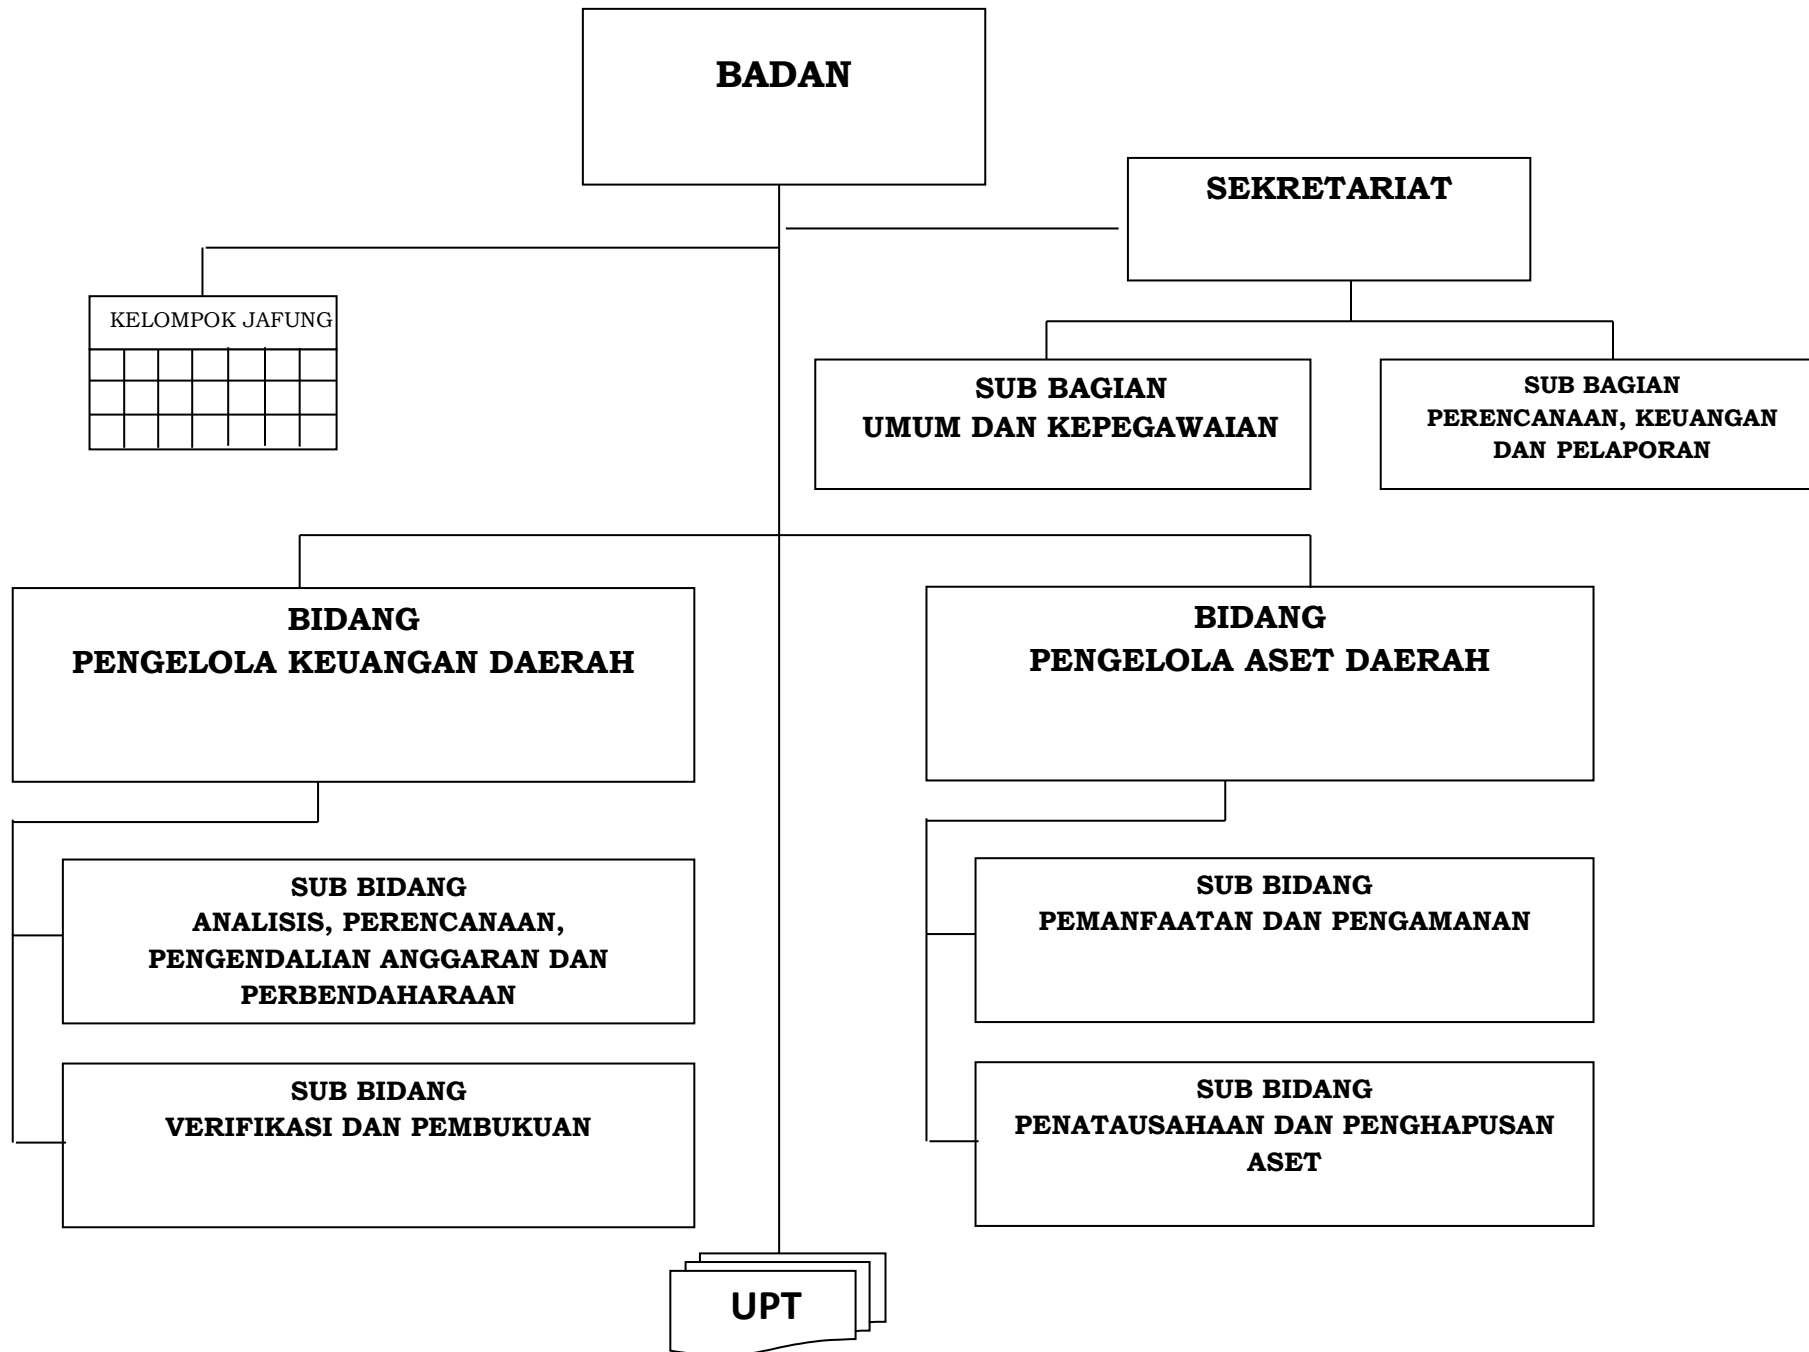 BADAN
SEKRETARIAT
KELOMPOK JAFUNG
SUB BAGIAN
UMUM DAN KEPEGAWAIAN
SUB BAGIAN
PERENCANAAN, KEUANGAN
DAN PELAPORAN
BIDANG
PENGELOLA KEUANGAN DAERAH
BIDANG
PENGELOLA ASET DAERAH
SUB BIDANG
ANALISIS, PERENCANAAN,
PENGENDALIAN ANGGARAN DAN
PERBENDAHARAAN
SUB BIDANG
PEMANFAATAN DAN PENGAMANAN
SUB BIDANG
VERIFIKASI DAN PEMBUKUAN
SUB BIDANG
PENATAUSAHAAN DAN PENGHAPUSAN
ASET
UPT